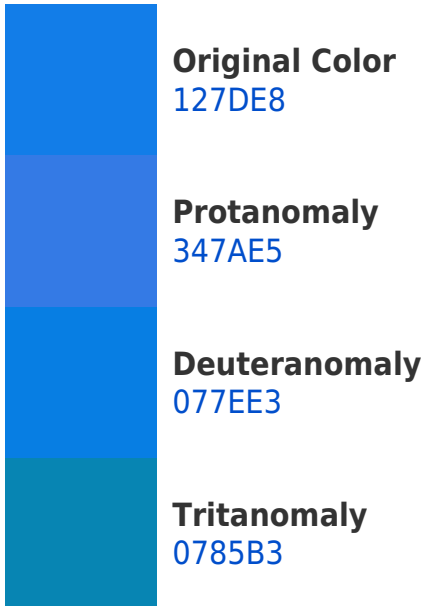 Original Color
127DE8
Protanomaly
347AE5
Deuteranomaly
077EE3
Tritanomaly
0785B3